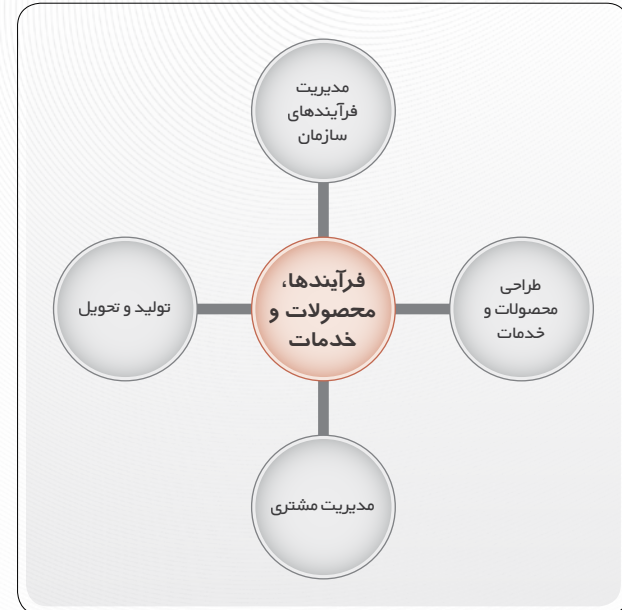 مدیریت
فرآیندهای
سازمان
طراحی
محصولات و
خدمات
فرآیندها،
محصولات و
خدمات
تولید و تحویل
مدیریت مشتری